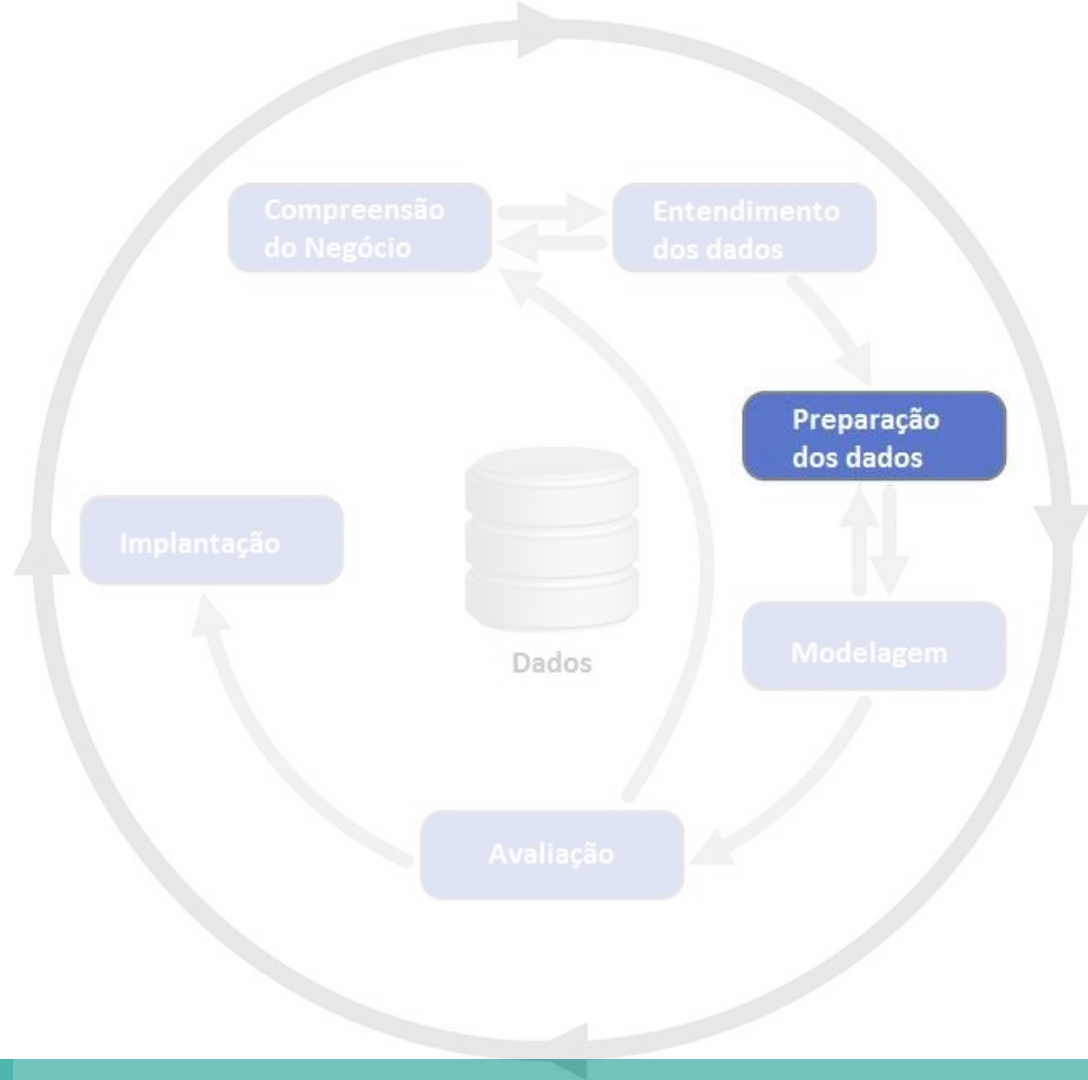 Compreensão
do Negócio
Entendimento
dos dados
Preparação
dos dados
Implantação
Dados
Modelagem
Avaliação